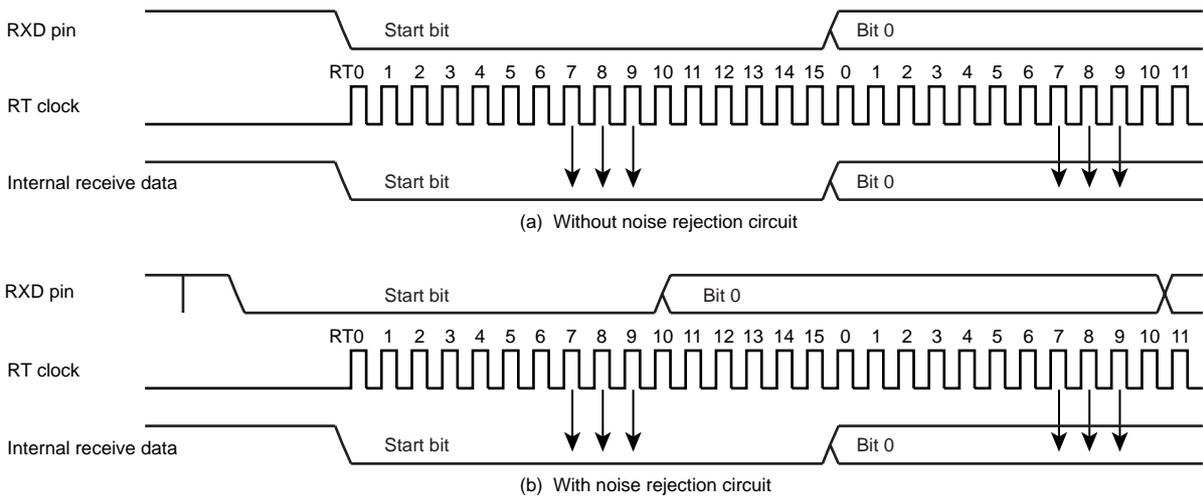 RXD pin Start bit Bit 0
RT0 1 2 3 4 5 6 7 8 9 10 11 12 13 14 15 0 1 2 3 4 5 6 7 8 9 10 11
RT clock
Internal receive data Start bit Bit 0
(a) Without noise rejection circuit
RXD pin Start bit Bit 0
RT0 1 2 3 4 5 6 7 8 9 10 11 12 13 14 15 0 1 2 3 4 5 6 7 8 9 10 11
RT clock
Internal receive data Start bit Bit 0
(b) With noise rejection circuit